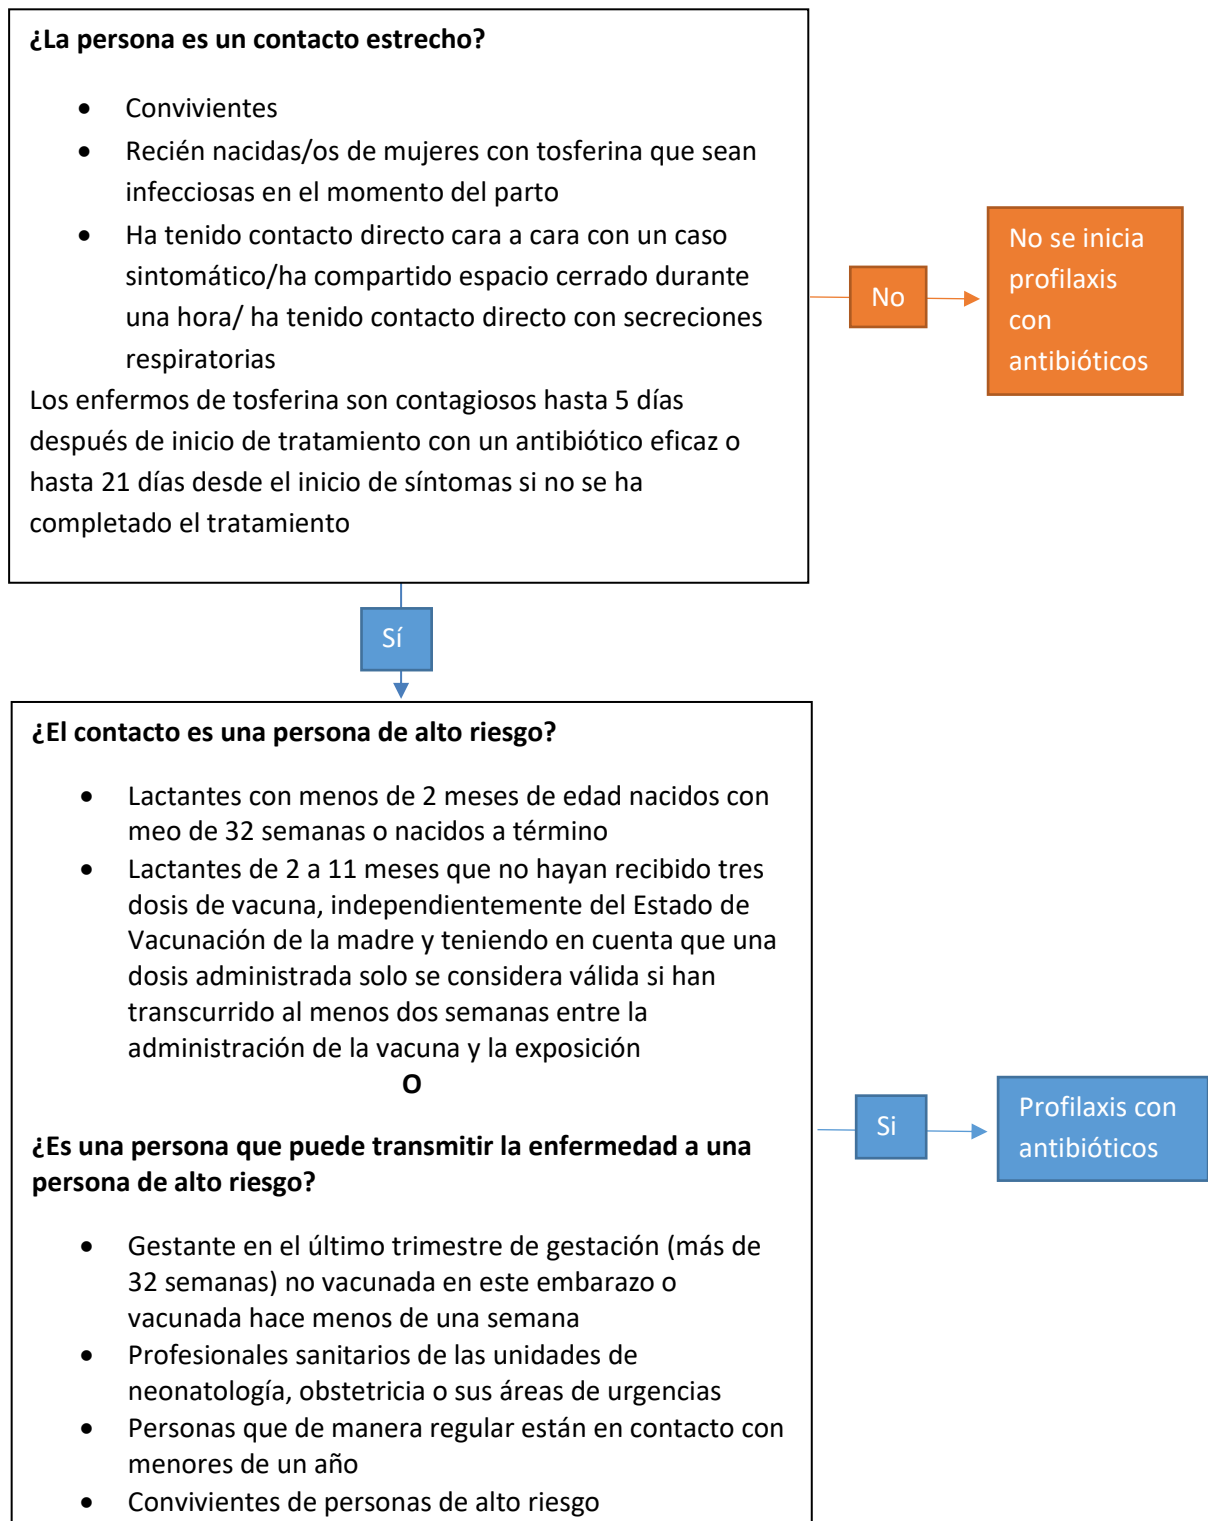 ¿La persona es un contacto estrecho?
• Convivientes
• Recién nacidas/os de mujeres con tosferina que sean
infecciosas en el momento del parto
• Ha tenido contacto directo cara a cara con un caso
sintomático/ha compartido espacio cerrado durante
una hora/ ha tenido contacto directo con secreciones
respiratorias
Los enfermos de tosferina son contagiosos hasta 5 días
después de inicio de tratamiento con un antibiótico eficaz o
hasta 21 días desde el inicio de síntomas si no se ha
completado el tratamiento
No
No se inicia
profilaxis
con
antibióticos
Sí
¿El contacto es una persona de alto riesgo?
• Lactantes con menos de 2 meses de edad nacidos con
meo de 32 semanas o nacidos a término
• Lactantes de 2 a 11 meses que no hayan recibido tres
dosis de vacuna, independientemente del Estado de
Vacunación de la madre y teniendo en cuenta que una
dosis administrada solo se considera válida si han
transcurrido al menos dos semanas entre la
administración de la vacuna y la exposición
O
¿Es una persona que puede transmitir la enfermedad a una
persona de alto riesgo?
• Gestante en el último trimestre de gestación (más de
32 semanas) no vacunada en este embarazo o
vacunada hace menos de una semana
• Profesionales sanitarios de las unidades de
neonatología, obstetricia o sus áreas de urgencias
• Personas que de manera regular están en contacto con
menores de un año
• Convivientes de personas de alto riesgo
Si
Profilaxis con
antibióticos